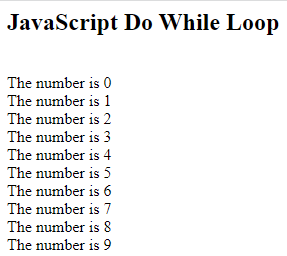 JavaScript Do While Loop
The number is 0
The number is 1
The number is 2
The number is 3
The number is 4
The number is 5
The number is 6
The number is 7
The number is 8
The number is 9